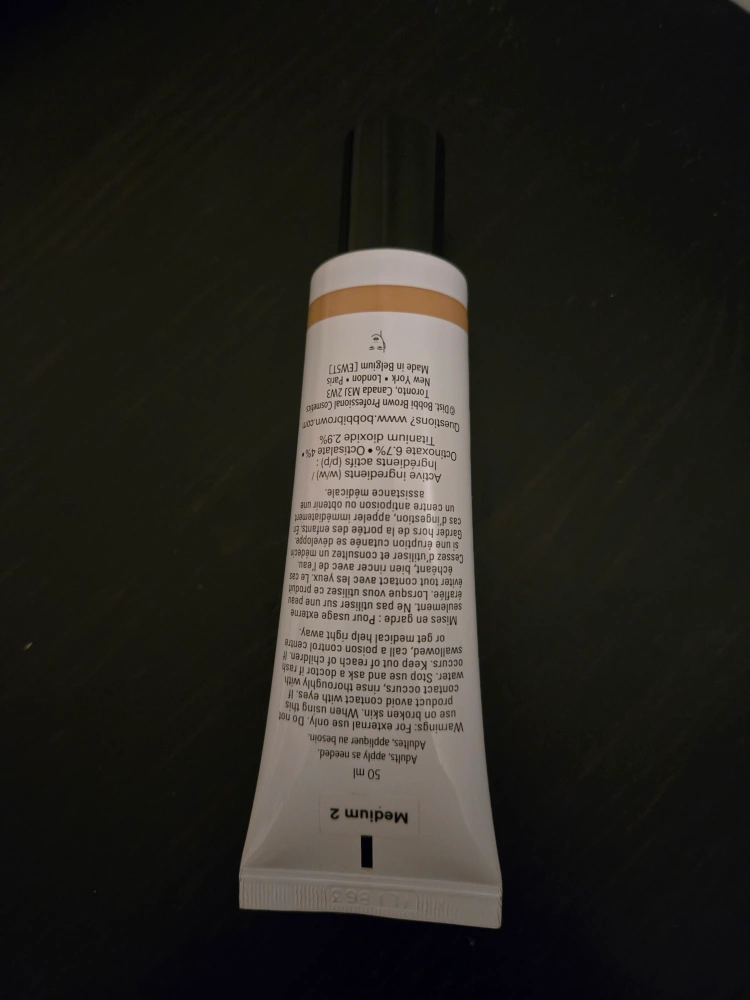 Medium 2
50 ml
Adults, apply as needed.
Adultes, appliquer au besoin.
Warnings: For external use only. Do not
use on broken skin. When using this
product avoid contact with eyes. If
contact occurs, rinse thoroughly with
water. Stop use and ask a doctor if rash
occurs. Keep out of reach of children. If
swallowed, call a poison control centre
or get medical help right away.
Mises en garde : Pour usage externe
seulement. Ne pas utiliser sur une peau
éraflée. Lorsque vous utilisez ce produit
éviter tout contact avec les yeux. Le cas
échéant, bien rincer avec de l'eau.
Cessez d'utiliser et consultez un médecin
si une éruption cutanée se développe.
Garder hors de la portée des enfants. En
cas d'ingestion, appeler immédiatement
un centre antipoison ou obtenir une
assistance médicale.
Active ingredients (w/w) /
Ingrédients actifs (p/p) :
Octinoxate 6.7% • Octisalate 4% •
Titanium dioxide 2.9%
Questions? www.bobbibrown.com
©Dist. Bobbi Brown Professional Cosmetics
Toronto, Canada M3J 2W3
New York • London • Paris
Made in Belgium [EWST]